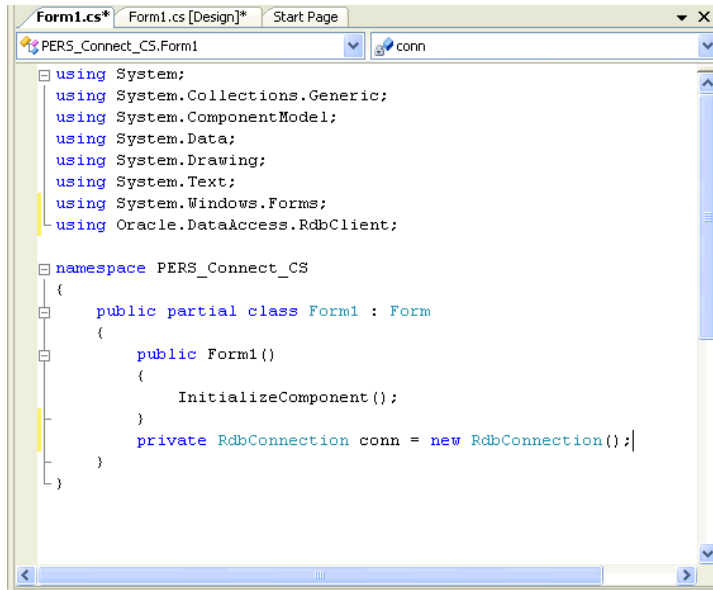 Form1.cs* Form1.cs [Design]* Start Page
PERS_Connect_CS.Form1 conn
using System;
using System.Collections.Generic;
using System.ComponentModel;
using System.Data;
using System.Drawing;
using System.Text;
using System.Windows.Forms;
using Oracle.DataAccess.RdbClient;
namespace PERS_Connect_CS
{
public partial class Form1 : Form
{
public Form1()
{
InitializeComponent();
}
private RdbConnection conn = new RdbConnection();
}
}